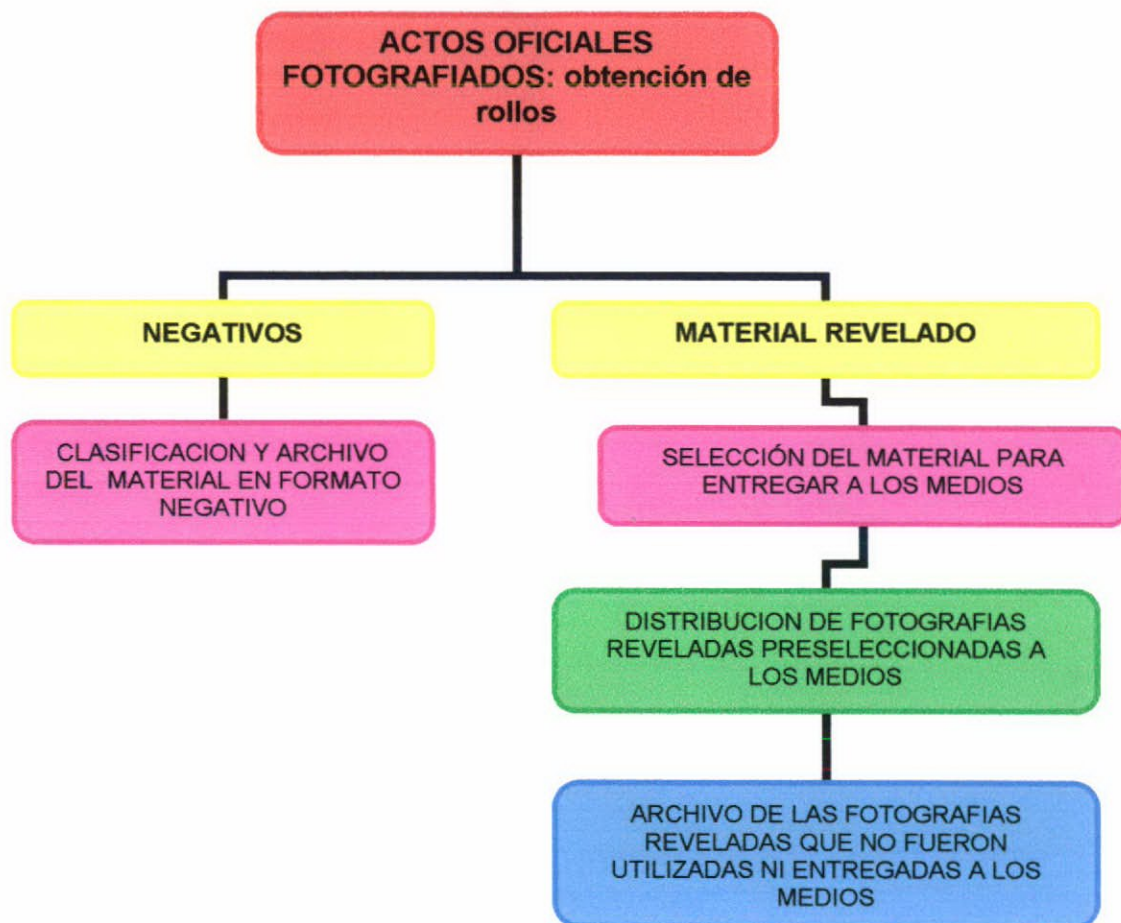 ACTOS OFICIALES
FOTOGRAFIADOS: obtención de
rollos
NEGATIVOS
MATERIAL REVELADO
CLASIFICACION Y ARCHIVO
DEL MATERIAL EN FORMATO
NEGATIVO
SELECCIÓN DEL MATERIAL PARA
ENTREGAR A LOS MEDIOS
DISTRIBUCION DE FOTOGRAFIAS
REVELADAS PRESELECCIONADAS A
LOS MEDIOS
ARCHIVO DE LAS FOTOGRAFIAS
REVELADAS QUE NO FUERON
UTILIZADAS NI ENTREGADAS A LOS
MEDIOS